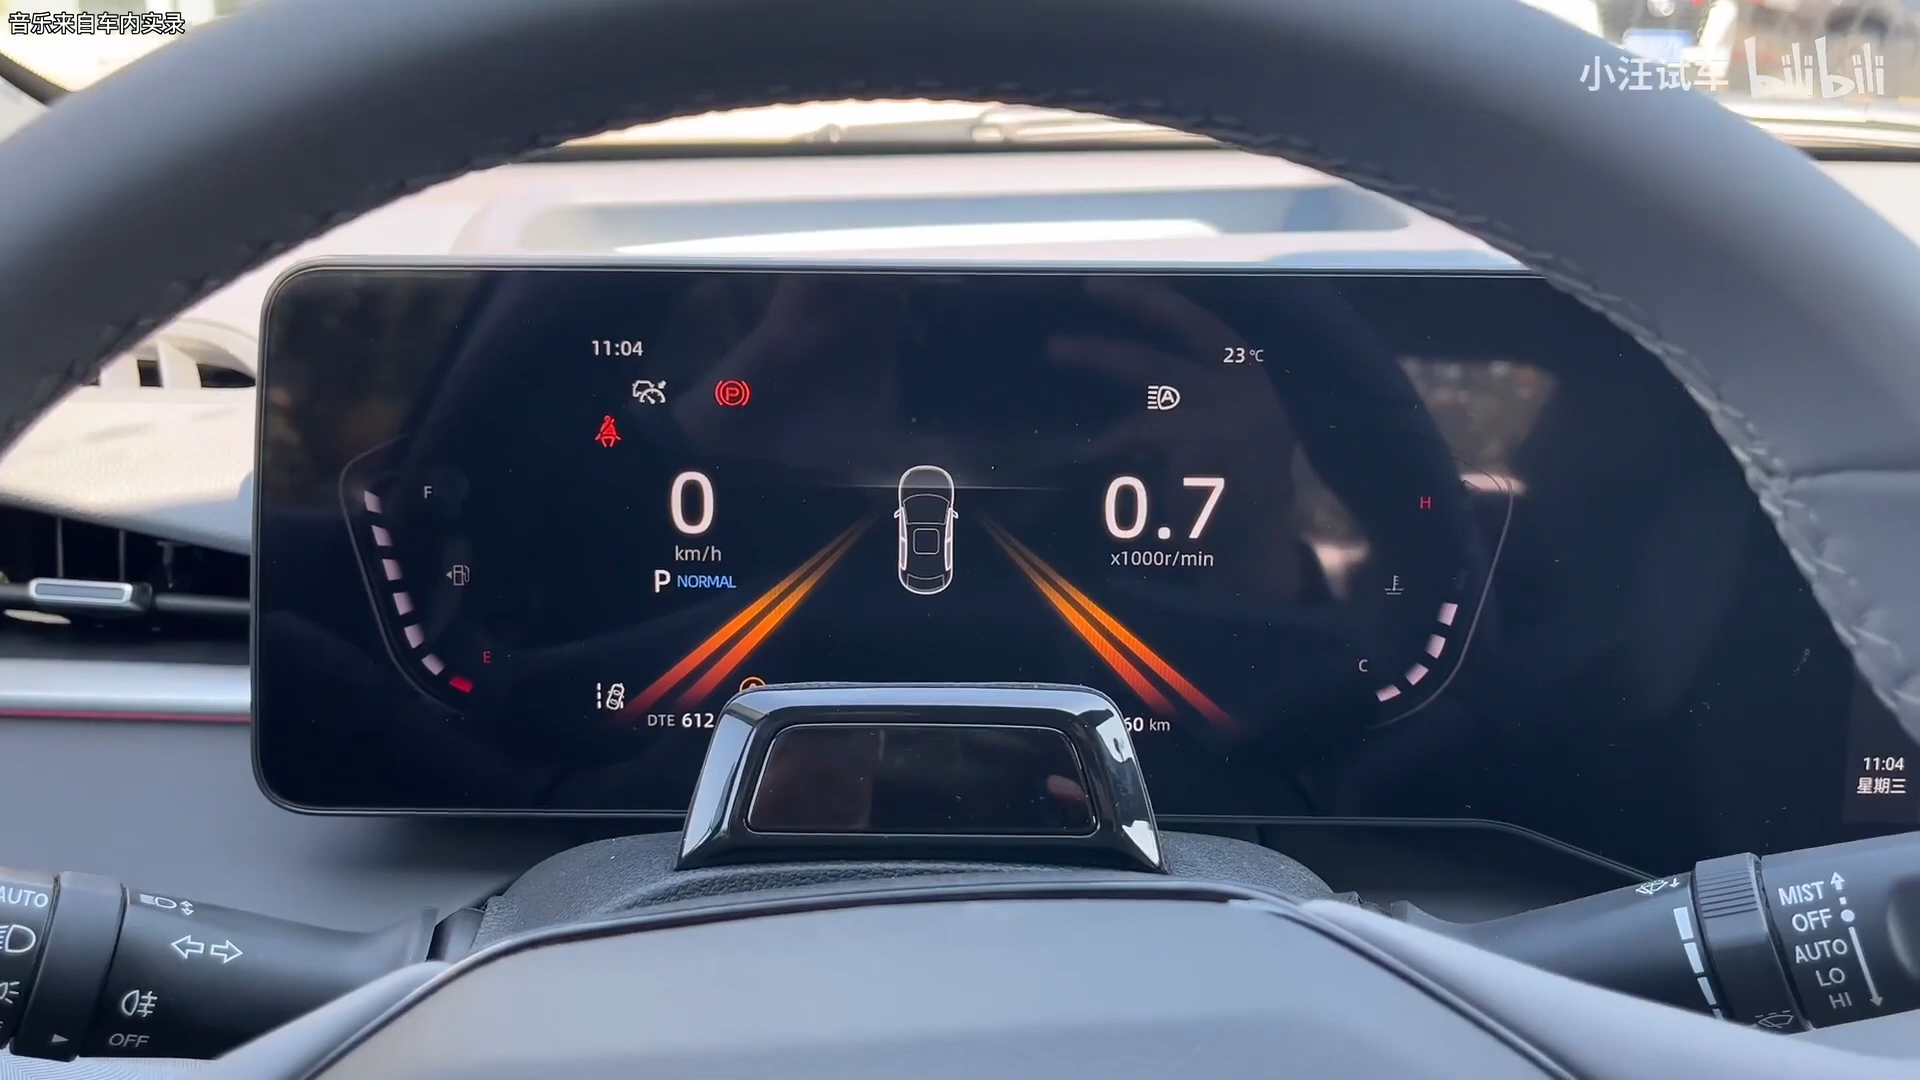 音乐来自车内实录
小汪试车 bilibili
11:04
23 °C
F
0
0.7
H
km/h
x1000r/min
P NORMAL
E
C
DTE 612
60 km
11:04
星期三
AUTO
OFF
MIST
OFF
AUTO
LO
HI